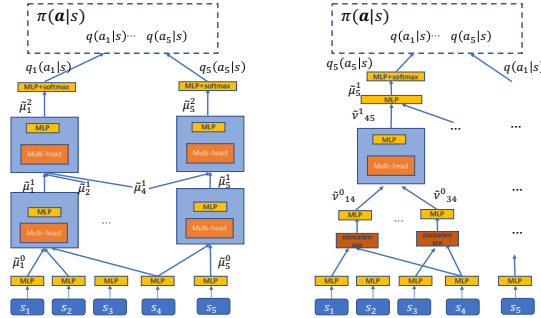 π(a|s)
q(a₁|s)··· q(a₅|s)
q₁(a₁|s)
q₅(a₅|s)
MLP+softmax
MLP+softmax
μ̃₁²
μ̃₅²
MLP
Multi-head
MLP
Multi-head
μ̃₁¹
μ̃₂¹
μ̃₄¹
μ̃₅¹
MLP
Multi-head
...
MLP
Multi-head
μ̃₁⁰
μ̃₅⁰
MLP
MLP
MLP
MLP
MLP
s₁
s₂
s₃
s₄
s₅
π(a|s)
q(a₁|s)··· q(a₅|s)
q₅(a₅|s)
q(a₁|s)
MLP+softmax
μ̃₅¹
MLP
ν̃¹₄₅
...
...
MLP
Multi-head
...
ν̃⁰₁₄
ν̃⁰₃₄
MLP
...
MLP
concatenate
concatenate
...
MLP
MLP
MLP
MLP
MLP
s₁
s₂
s₃
s₄
s₅